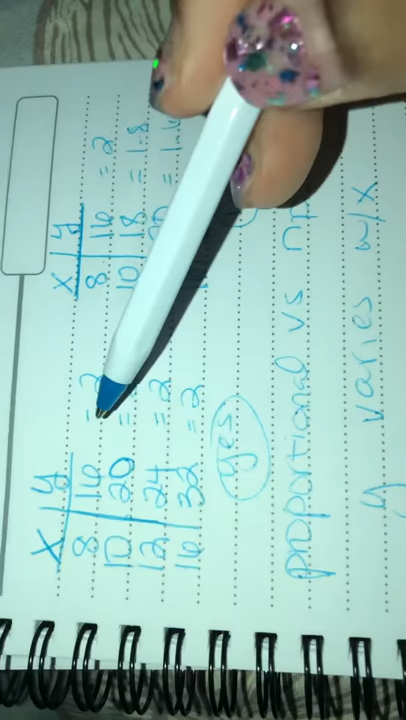 X | y
8 | 16 = 2
10 | 20 =
12 | 24 = 2
16 | 32 = 2
yes
x | y
8 | 16 = 2
10 | 18 = 1.8
proportional vs np
y varies w/x